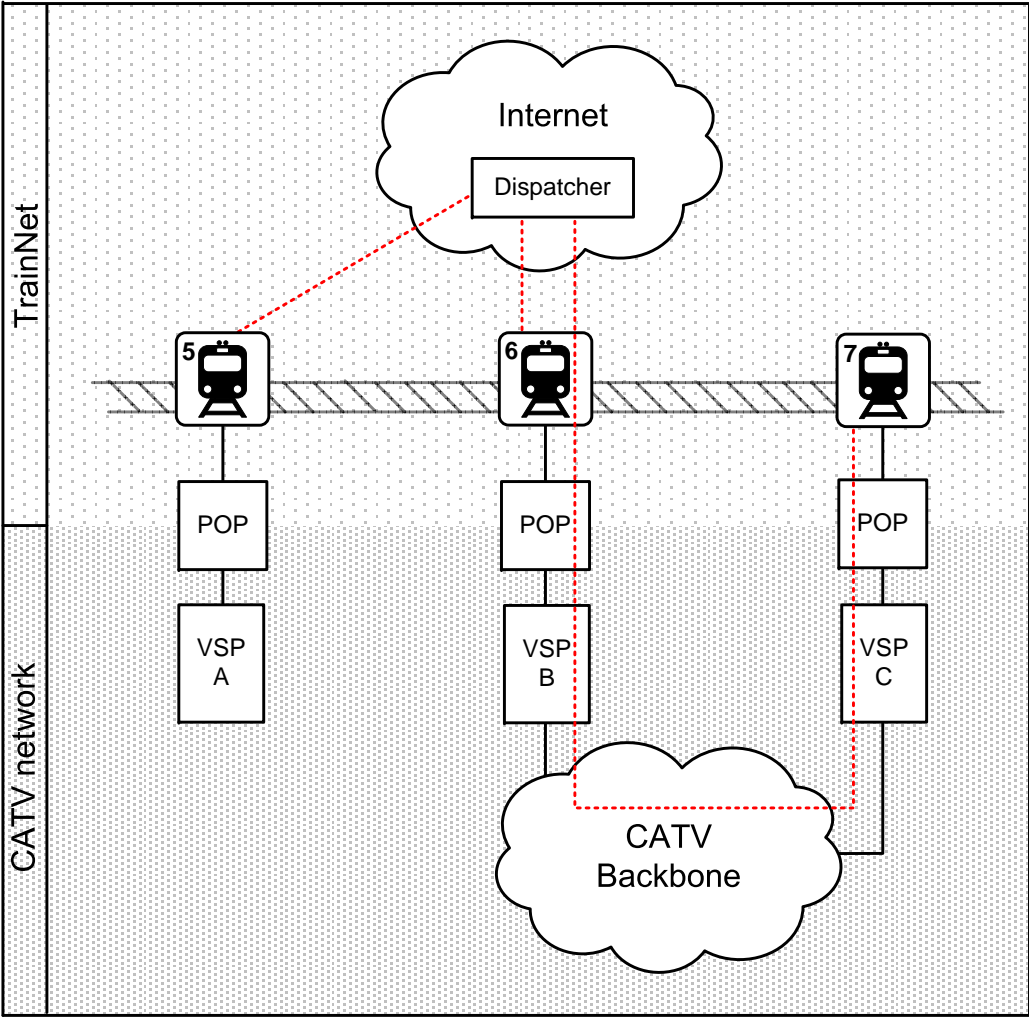 TrainNet
Internet
Dispatcher
5
6
7
POP
POP
POP
CATV network
VSP
A
VSP
B
VSP
C
CATV
Backbone